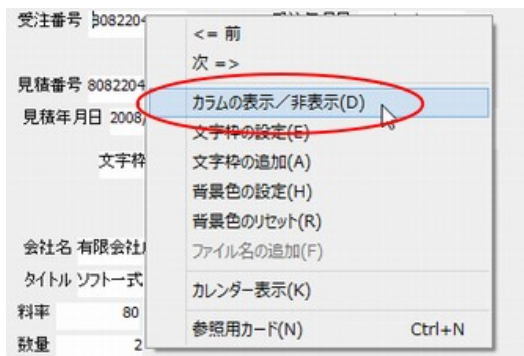 受注番号 8082204
<= 前
次 =>
見積番号 8082204
カラムの表示／非表示(D)
見積年月日 2008/
文字枠の設定(E)
文字枠
文字枠の追加(A)
背景色の設定(H)
背景色のリセット(R)
会社名 有限会社
ファイル名の追加(F)
タイトル ソフト一式
カレンダー表示(K)
料率 80
参照用カード(N) Ctrl+N
数量 2